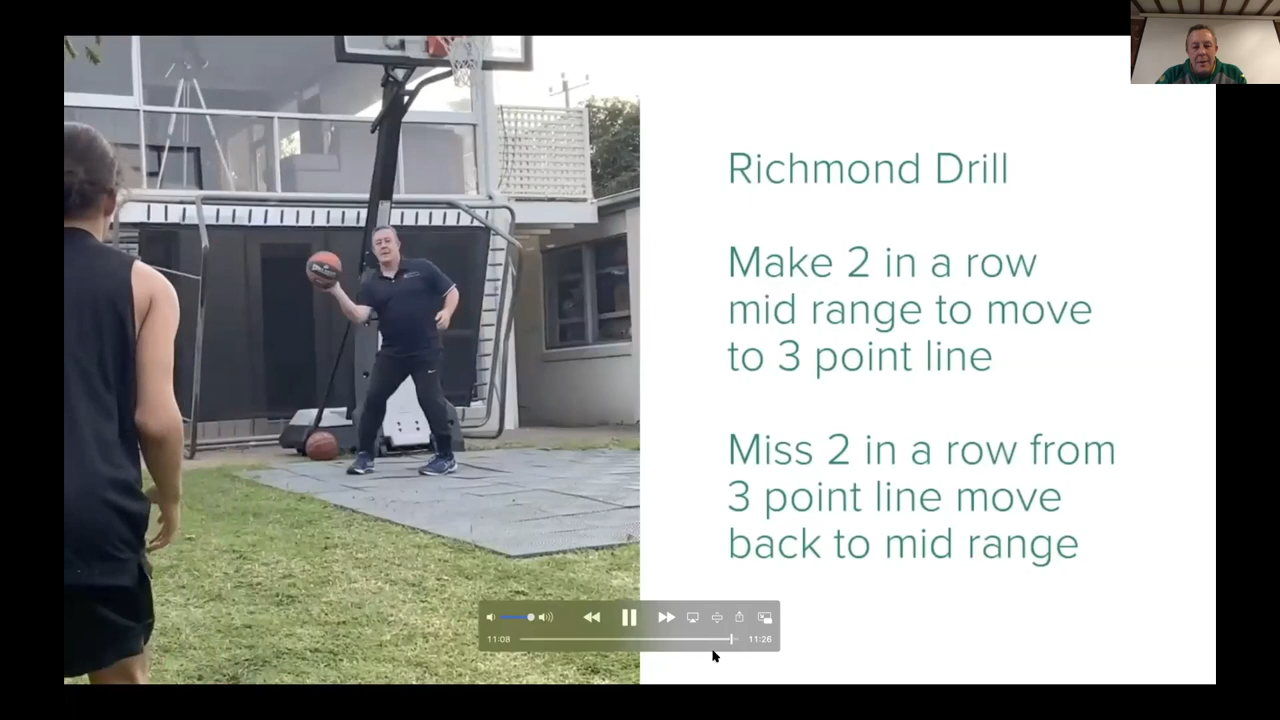 Richmond Drill
Make 2 in a row
mid range to move
to 3 point line
Miss 2 in a row from
3 point line move
back to mid range
11:08
11:26